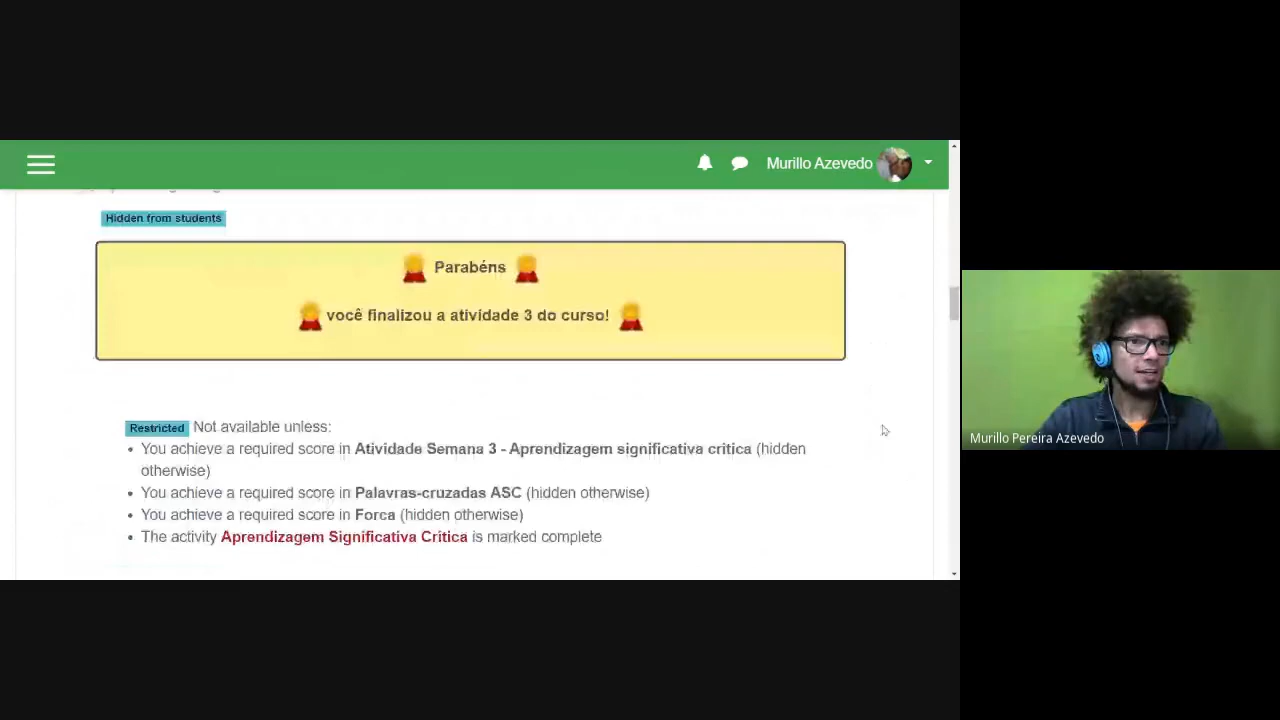 Murillo Azevedo
Hidden from students
Parabéns
você finalizou a atividade 3 do curso!
Restricted Not available unless:
• You achieve a required score in Atividade Semana 3 - Aprendizagem significativa crítica (hidden
otherwise)
• You achieve a required score in Palavras-cruzadas ASC (hidden otherwise)
• You achieve a required score in Forca (hidden otherwise)
• The activity Aprendizagem Significativa Crítica is marked complete
Murillo Pereira Azevedo